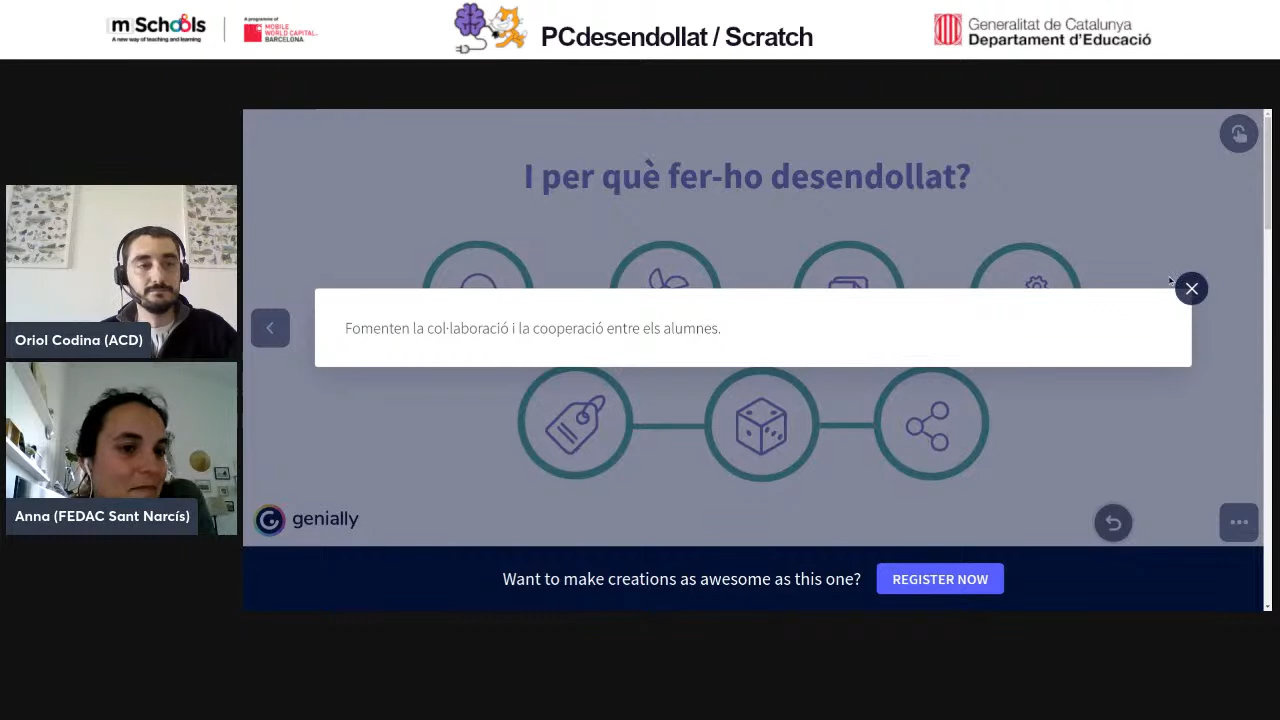 mSchools
A new way of teaching and learning
A programme of
MOBILE
WORLD CAPITAL
BARCELONA
PCdesendollat / Scratch
Generalitat de Catalunya
Departament d'Educació
I per què fer-ho desendollat?
Fomenten la col·laboració i la cooperació entre els alumnes.
Oriol Codina (ACD)
Anna (FEDAC Sant Narcís)
genially
Want to make creations as awesome as this one?
REGISTER NOW